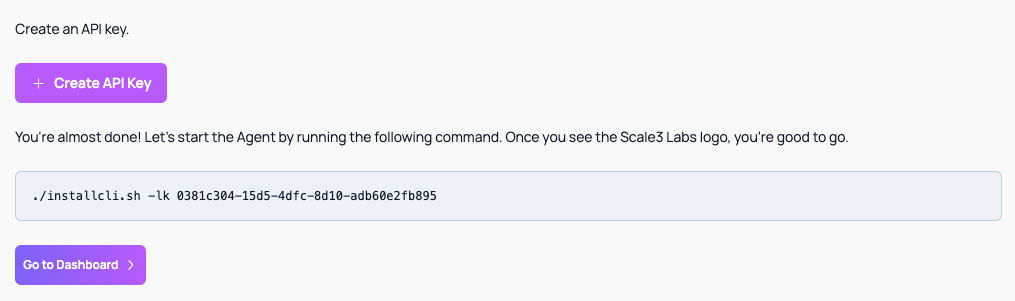 Create an API key.
+ Create API Key
You're almost done! Let's start the Agent by running the following command. Once you see the Scale3 Labs logo, you're good to go.
./installcli.sh -lk 0381c304-15d5-4dfc-8d10-adb60e2fb895
Go to Dashboard >